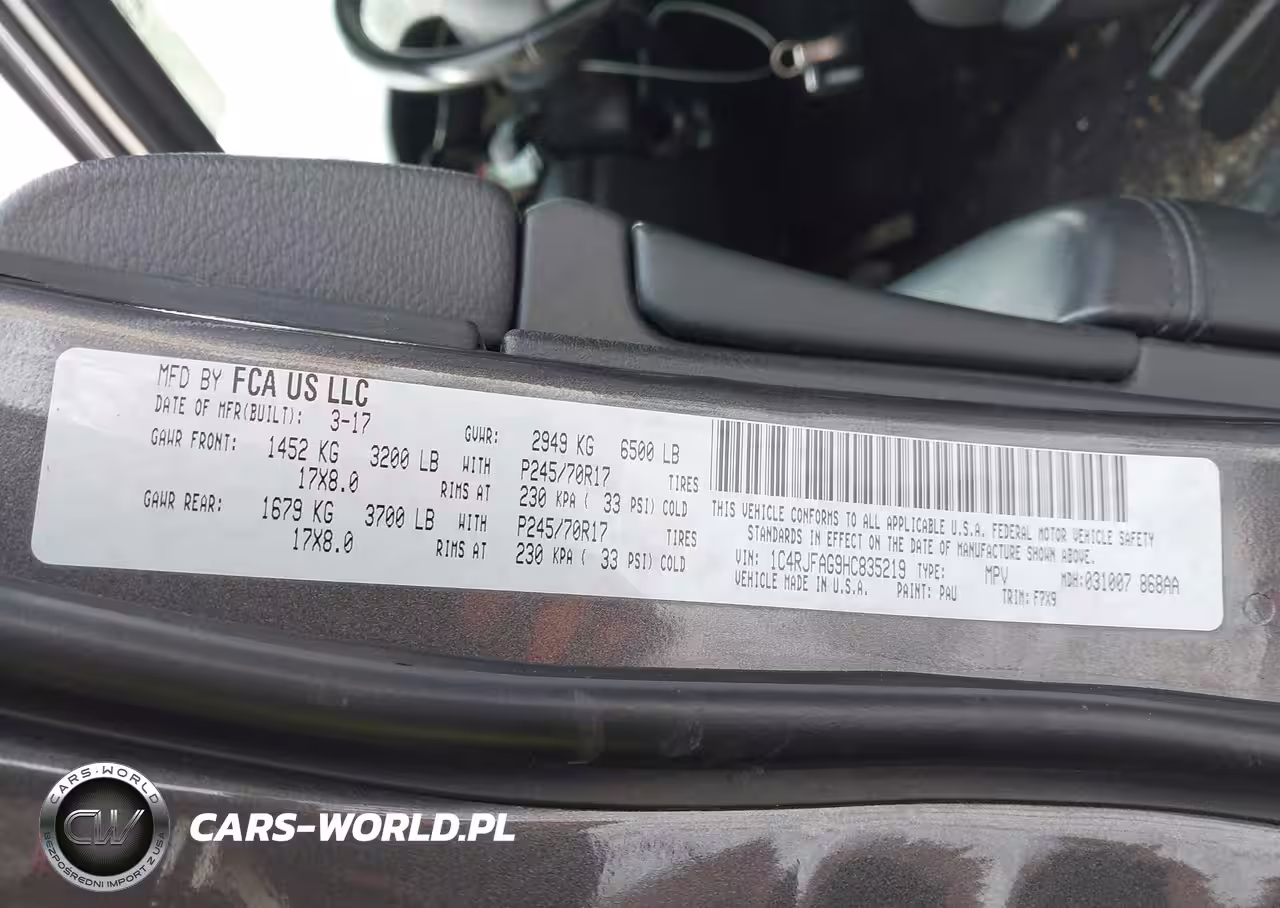 MFD BY FCA US LLC
DATE OF MFR(BUILT): 3-17
GAWR FRONT: 1452 KG 3200 LB WITH
17X8.0 RIMS AT
GAWR REAR: 1679 KG 3700 LB WITH
17X8.0 RIMS AT
GVWR: 2949 KG 6500 LB
P245/70R17 TIRES
230 KPA ( 33 PSI) COLD
P245/70R17 TIRES
230 KPA ( 33 PSI) COLD
THIS VEHICLE CONFORMS TO ALL APPLICABLE U.S.A. FEDERAL MOTOR VEHICLE SAFETY
STANDARDS IN EFFECT ON THE DATE OF MANUFACTURE SHOWN ABOVE.
VIN: 1C4RJFAG9HC835219 TYPE: MPV MDH:031007 868AA
VEHICLE MADE IN U.S.A. PAINT: PAU TRIM: F7X9
CARS-WORLD
CW
BEZPOŚREDNI IMPORT Z USA
CARS-WORLD.PL